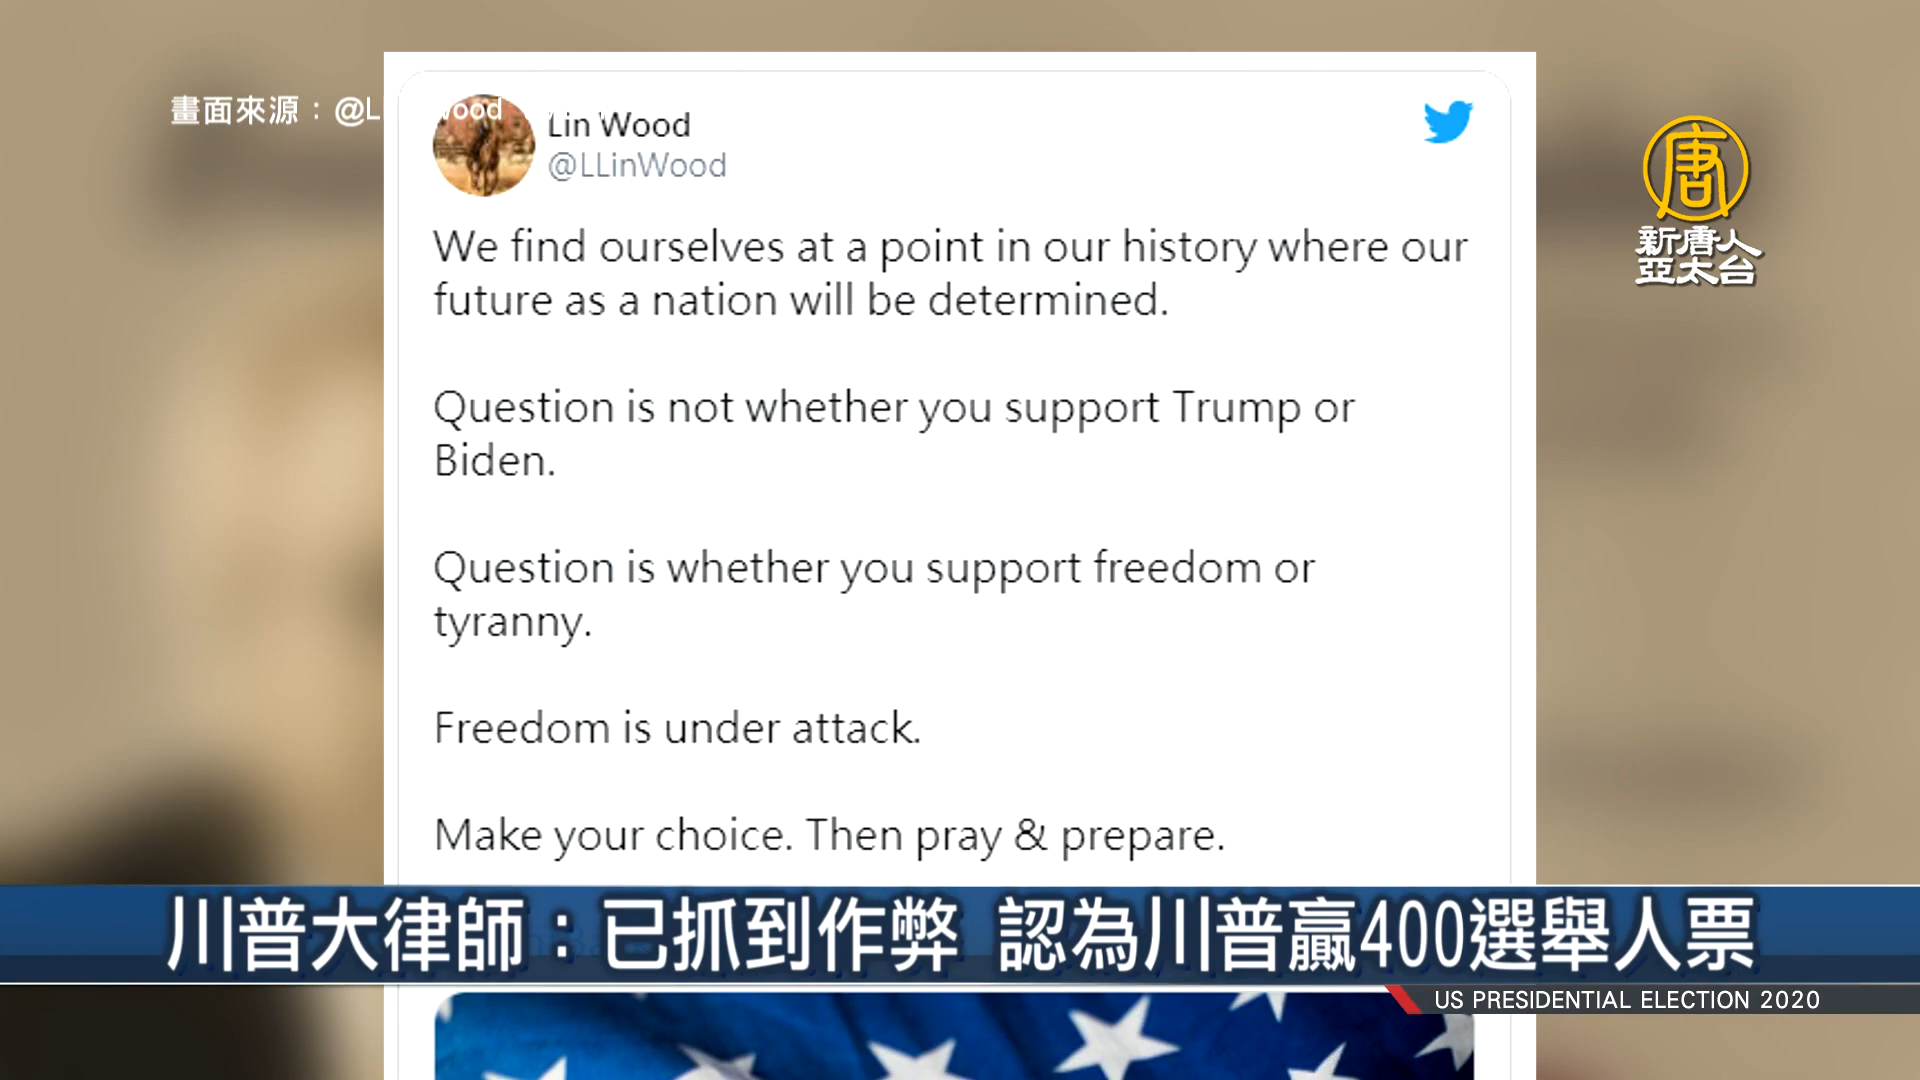 畫面來源：@L
wood
Lin Wood
@LLinWood
唐
新唐人
亞太台
We find ourselves at a point in our history where our
future as a nation will be determined.
Question is not whether you support Trump or
Biden.
Question is whether you support freedom or
tyranny.
Freedom is under attack.
Make your choice. Then pray & prepare.
川普大律師：已抓到作弊 認為川普贏400選舉人票
US PRESIDENTIAL ELECTION 2020